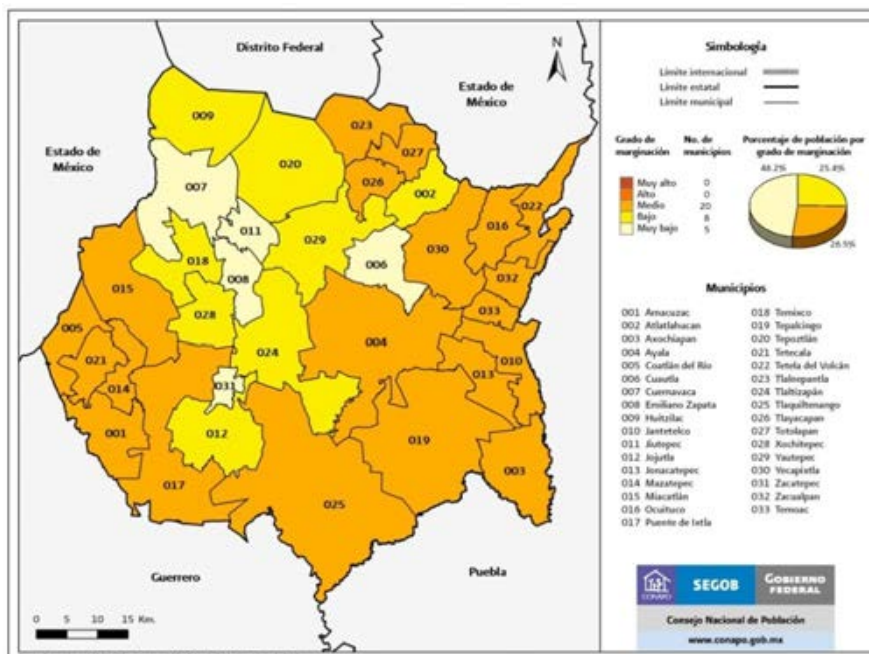 Distrito Federal
N
Estado de
México
Estado de
México
009
023
020
027
007
026
002
022
011
016
029
030
018
006
008
032
015
033
028
005
004
024
010
021
013
031
014
001
012
019
003
017
025
Guerrero
Puebla
0 5 10 15 Km.
Simbología
Límite internacional
Límite estatal
Límite municipal
Grado de marginación
No. de municipios
Muy alto 0
Alto 0
Medio 20
Bajo 8
Muy bajo 5
Porcentaje de población por
grado de marginación
48.2% 25.4%
26.5%
Municipios
001 Amacuzac
002 Atlatlahucan
003 Axochiapan
004 Ayala
005 Coatlán del Río
006 Cuautla
007 Cuernavaca
008 Emiliano Zapata
009 Huitzilac
010 Jantetelco
011 Jiutepec
012 Jojutla
013 Jonacatepec
014 Mazatepec
015 Miacatlán
016 Ocuituco
017 Puente de Ixtla
018 Temixco
019 Tepalcingo
020 Tepoztlán
021 Tetecala
022 Tetela del Volcán
023 Tlalnepantla
024 Tlaltizapán
025 Tlaquiltenango
026 Tlayacapan
027 Totolapan
028 Xochitepec
029 Yautepec
030 Yecapixtla
031 Zacatepec
032 Zacualpan
033 Temoac
CONAPO
SEGOB
GOBIERNO
FEDERAL
Consejo Nacional de Población
www.conapo.gob.mx